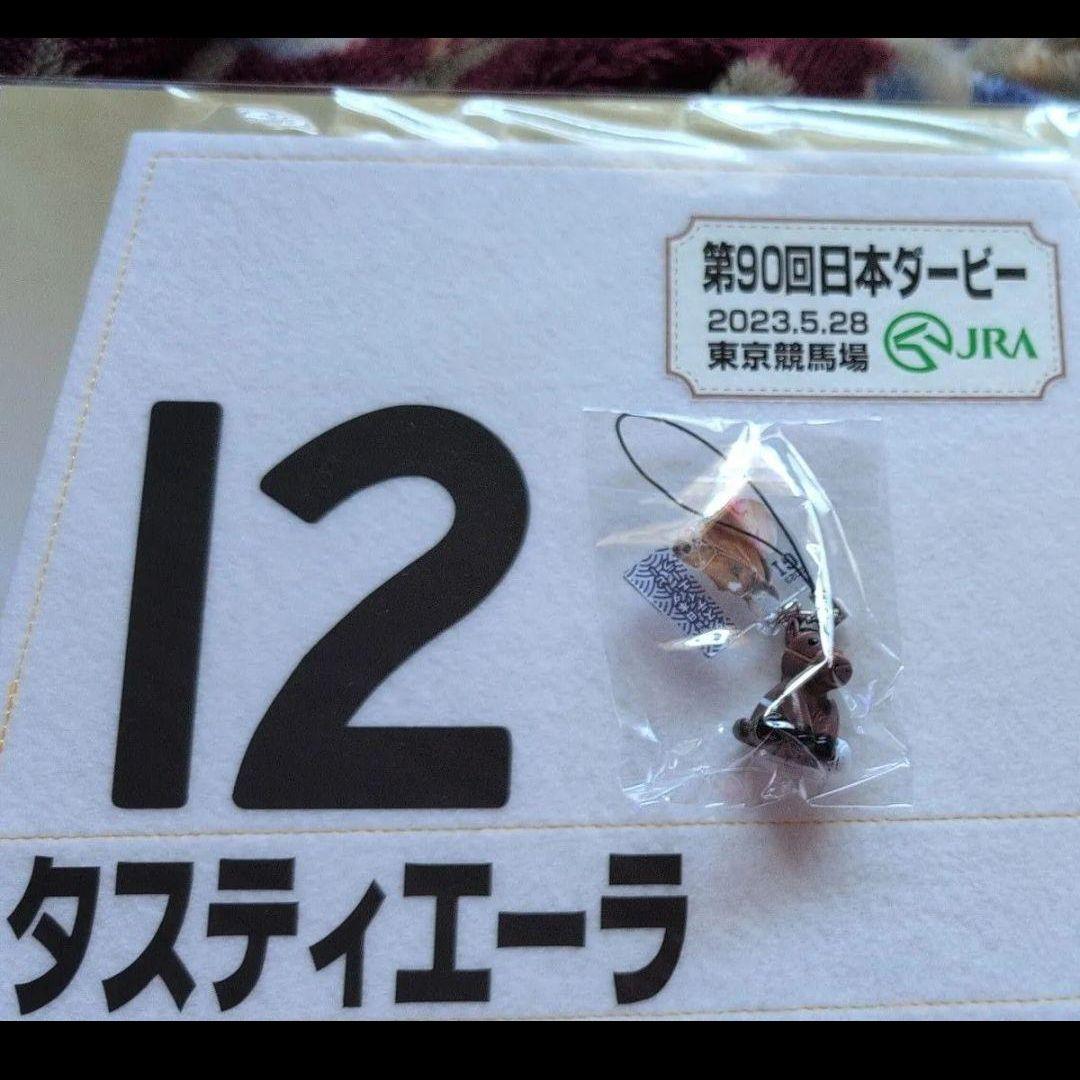 第90回日本ダービー
2023.5.28
東京競馬場
JRA
12
タスティエーラ